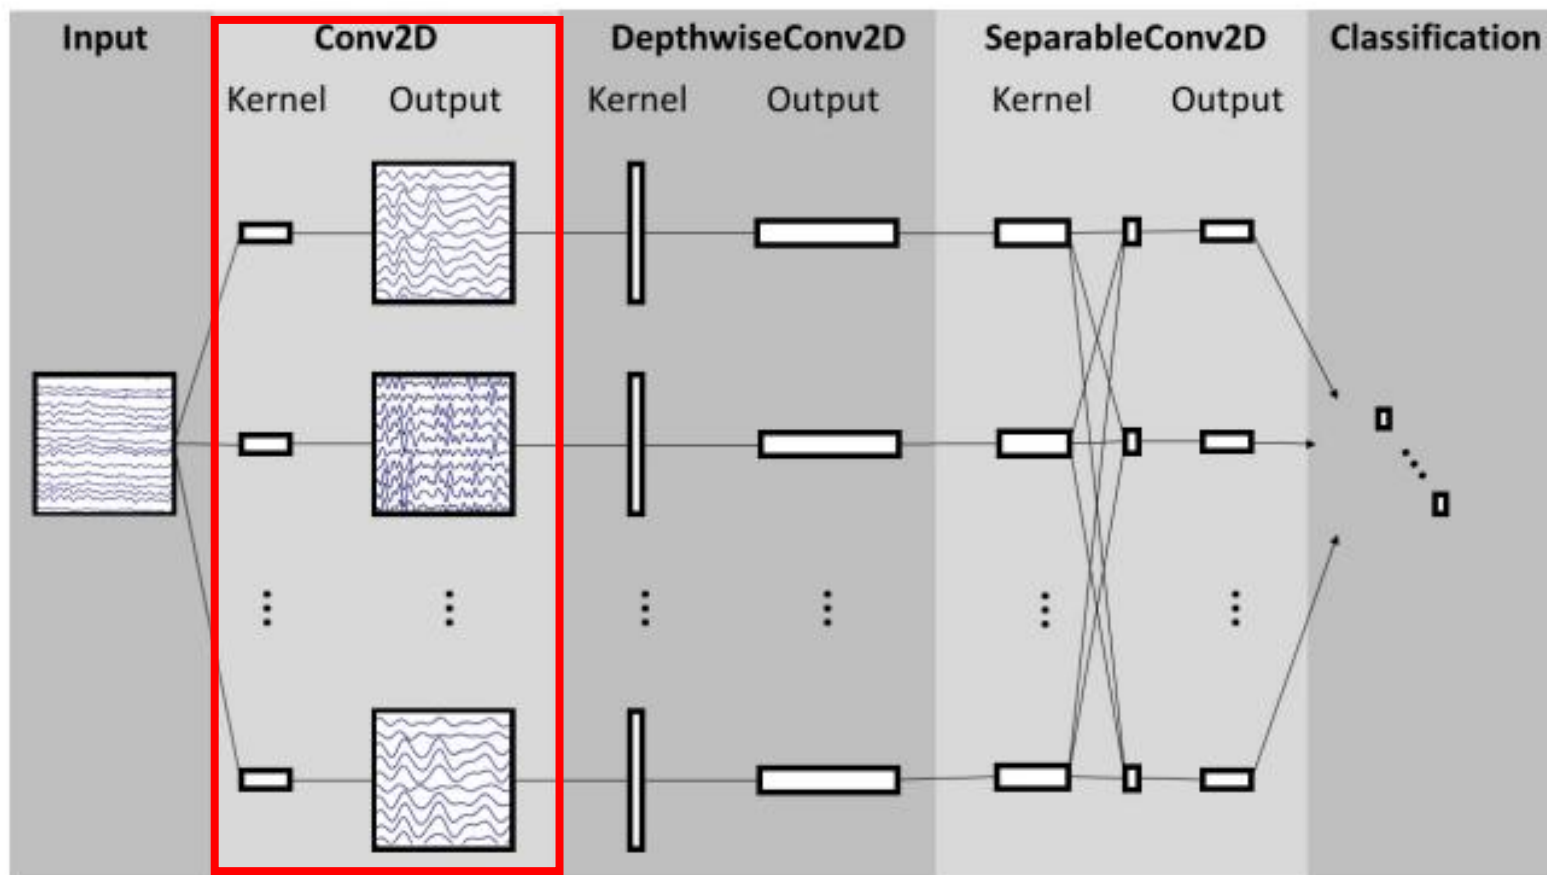 Input Conv2D DepthwiseConv2D SeparableConv2D Classification
Kernel Output Kernel Output Kernel Output